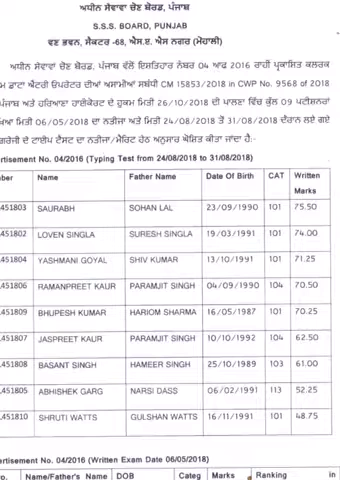 ਅਧੀਨ ਸੇਵਾਵਾਂ ਚੋਣ ਬੋਰਡ, ਪੰਜਾਬ
S.S.S. BOARD, PUNJAB
ਵਣ ਭਵਨ, ਸੈਕਟਰ -68, ਐਸ.ਏ. ਐਸ ਨਗਰ (ਮੋਹਾਲੀ)
ਅਧੀਨ ਸੇਵਾਵਾਂ ਚੋਣ ਬੋਰਡ, ਪੰਜਾਬ ਵੱਲੋਂ ਇਸ਼ਤਿਹਾਰ ਨੰਬਰ 04 ਆਫ 2016 ਰਾਹੀਂ ਪ੍ਰਕਾਸ਼ਿਤ ਕਲਰਕ
ਮ ਡਾਟਾ ਐਂਟਰੀ ਓਪਰੇਟਰ ਦੀਆਂ ਅਸਾਮੀਆਂ ਸਬੰਧੀ CM 15853/2018 in CWP No. 9568 of 2018
ਪੰਜਾਬ ਅਤੇ ਹਰਿਆਣਾ ਹਾਈਕੋਰਟ ਦੇ ਹੁਕਮ ਮਿਤੀ 26/10/2018 ਦੀ ਪਾਲਣਾ ਵਿੱਚ ਕੁੱਲ 09 ਪਟੀਸ਼ਨਰਾਂ
ਖਿਆ ਮਿਤੀ 06/05/2018 ਦਾ ਨਤੀਜਾ ਅਤੇ ਮਿਤੀ 24/08/2018 ਤੋਂ 31/08/2018 ਦੌਰਾਨ ਲਏ ਗਏ
ਗਰੇਜੀ ਦੇ ਟਾਈਪ ਟੈਸਟ ਦਾ ਨਤੀਜਾ/ਮੈਰਿਟ ਹੇਠ ਅਨੁਸਾਰ ਘੋਸ਼ਿਤ ਕੀਤਾ ਜਾਂਦਾ ਹੈ:-
ertisement No. 04/2016 (Typing Test from 24/08/2018 to 31/08/2018)
nber Name Father Name Date Of Birth CAT Written Marks
451803 SAURABH SOHAN LAL 23/09/1990 101 75.50
451802 LOVEN SINGLA SURESH SINGLA 19/03/1991 101 74.00
451804 YASHMANI GOYAL SHIV KUMAR 13/10/1991 101 71.25
451806 RAMANPREET KAUR PARAMJIT SINGH 04/09/1990 104 70.50
451809 BHUPESH KUMAR HARIOM SHARMA 16/05/1987 101 70.25
451807 JASPREET KAUR PARAMJIT SINGH 10/10/1992 104 62.50
451808 BASANT SINGH HAMEER SINGH 25/10/1989 103 61.00
451805 ABHISHEK GARG NARSI DASS 06/02/1991 113 52.25
451810 SHRUTI WATTS GULSHAN WATTS 16/11/1991 101 48.75
ertisement No. 04/2016 (Written Exam Date 06/05/2018)
o. Name/Father's Name DOB Categ Marks Ranking in